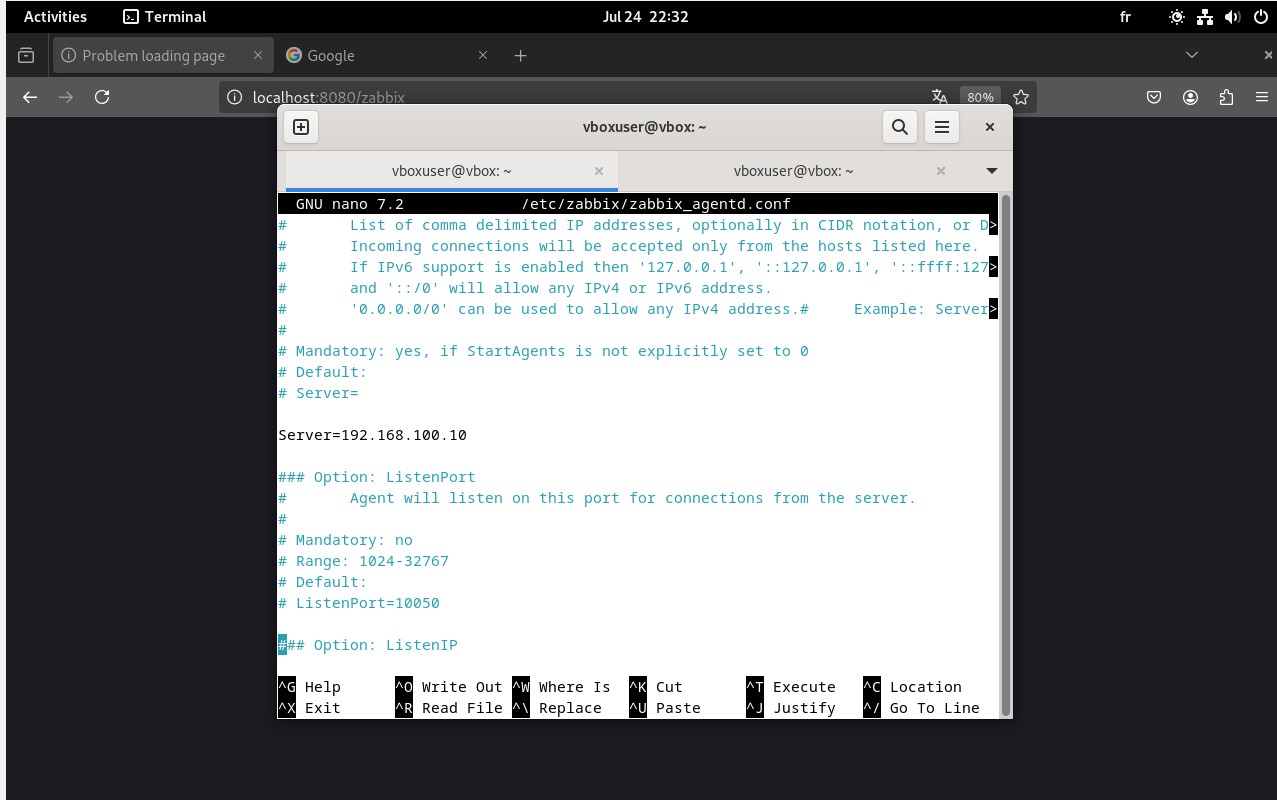 Activities Terminal Jul 24 22:32 fr
Problem loading page Google
localhost:8080/zabbix 80%
vboxuser@vbox: ~
vboxuser@vbox: ~ vboxuser@vbox: ~
GNU nano 7.2 /etc/zabbix/zabbix_agentd.conf
# List of comma delimited IP addresses, optionally in CIDR notation, or D>
# Incoming connections will be accepted only from the hosts listed here.
# If IPv6 support is enabled then '127.0.0.1', '::127.0.0.1', '::ffff:127>
# and '::/0' will allow any IPv4 or IPv6 address.
# '0.0.0.0/0' can be used to allow any IPv4 address.# Example: Server>
#
# Mandatory: yes, if StartAgents is not explicitly set to 0
# Default:
# Server=
Server=192.168.100.10
### Option: ListenPort
# Agent will listen on this port for connections from the server.
#
# Mandatory: no
# Range: 1024-32767
# Default:
# ListenPort=10050
### Option: ListenIP
^G Help ^O Write Out ^W Where Is ^K Cut ^T Execute ^C Location
^X Exit ^R Read File ^\ Replace ^U Paste ^J Justify ^/ Go To Line